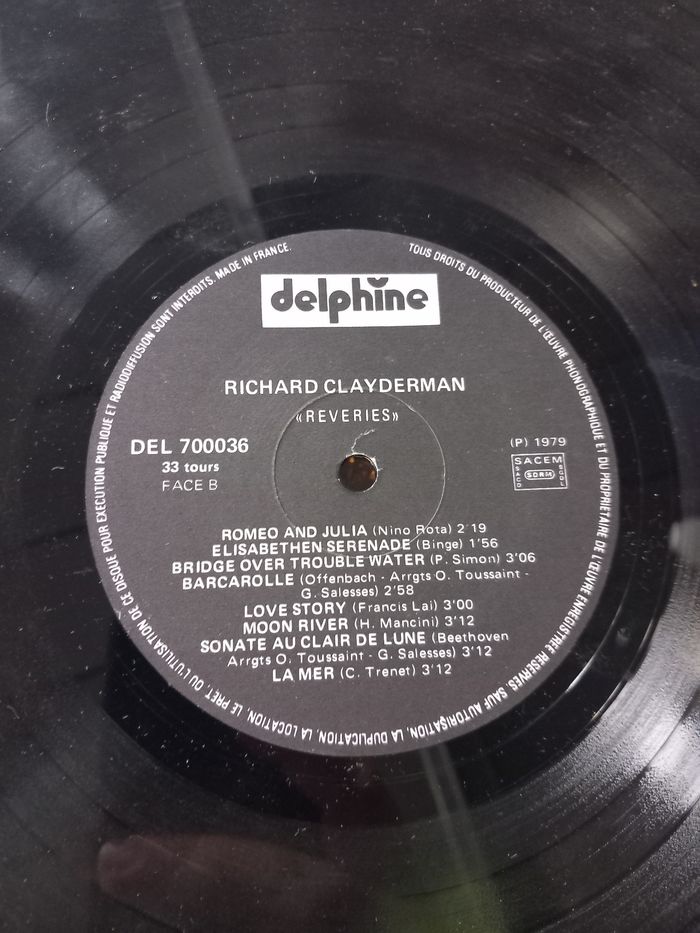 TOUS DROITS DU PRODUCTEUR DE L'ŒUVRE PHONOGRAPHIQUE ET DU PROPRIETAIRE DE L'ŒUVRE ENREGISTREE RESERVES SAUF AUTORISATION, LA DUPLICATION, LA LOCATION, LE PRET, OU L'UTILISATION DE CE DISQUE POUR EXECUTION PUBLIQUE ET RADIODIFFUSION SONT INTERDITS. MADE IN FRANCE.
delphine
RICHARD CLAYDERMAN
«REVERIES»
DEL 700036
33 tours
FACE B
(P) 1979
SACEM
SACD SDRM SGDL
ROMEO AND JULIA (Nino Rota) 2'19
ELISABETHEN SERENADE (Binge) 1'56
BRIDGE OVER TROUBLE WATER (P. Simon) 3'06
BARCAROLLE (Offenbach - Arrgts O. Toussaint -
G. Salesses) 2'58
LOVE STORY (Francis Lai) 3'00
MOON RIVER (H. Mancini) 3'12
SONATE AU CLAIR DE LUNE (Beethoven
Arrgts O. Toussaint - G. Salesses) 3'12
LA MER (C. Trenet) 3'12